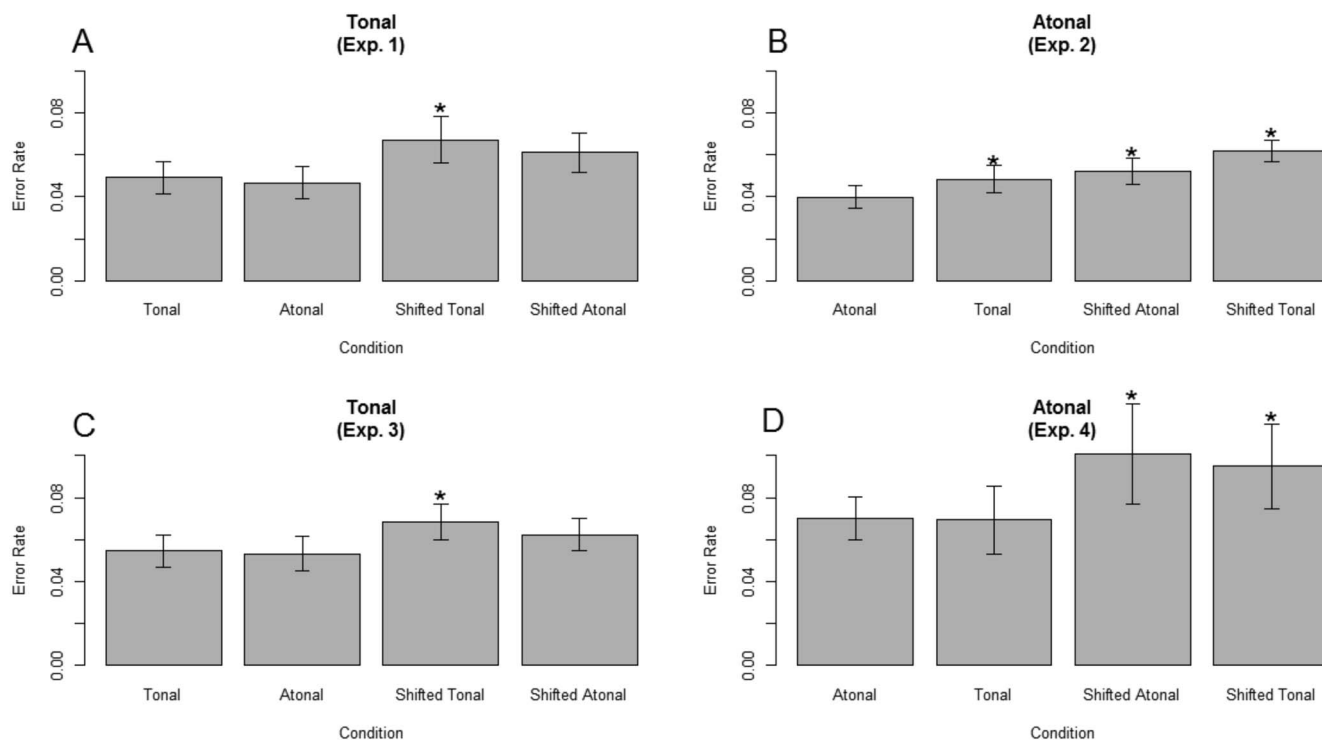 A
Tonal
(Exp. 1)
Error Rate
0.08
0.04
0.00
*
Tonal Atonal Shifted Tonal Shifted Atonal
Condition
B
Atonal
(Exp. 2)
Error Rate
0.08
0.04
0.00
* * *
Atonal Tonal Shifted Atonal Shifted Tonal
Condition
C
Tonal
(Exp. 3)
Error Rate
0.08
0.04
0.00
*
Tonal Atonal Shifted Tonal Shifted Atonal
Condition
D
Atonal
(Exp. 4)
Error Rate
0.08
0.04
0.00
* *
Atonal Tonal Shifted Atonal Shifted Tonal
Condition